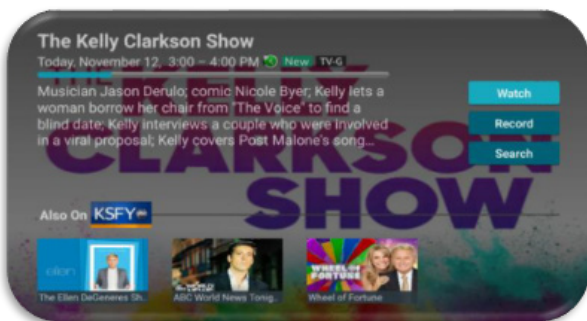 The Kelly Clarkson Show
Today, November 12, 3:00 – 4:00 PM New TV-G
Musician Jason Derulo; comic Nicole Byer; Kelly lets a
woman borrow her chair from "The Voice" to find a
blind date; Kelly interviews a couple who were involved
in a viral proposal; Kelly covers Post Malone's song...
Watch
Record
Search
THE KELLY
CLARKSON
SHOW
Also On KSFY
ellen
WHEEL OF
FORTUNE
The Ellen DeGeneres Sh..
ABC World News Tonig..
Wheel of Fortune